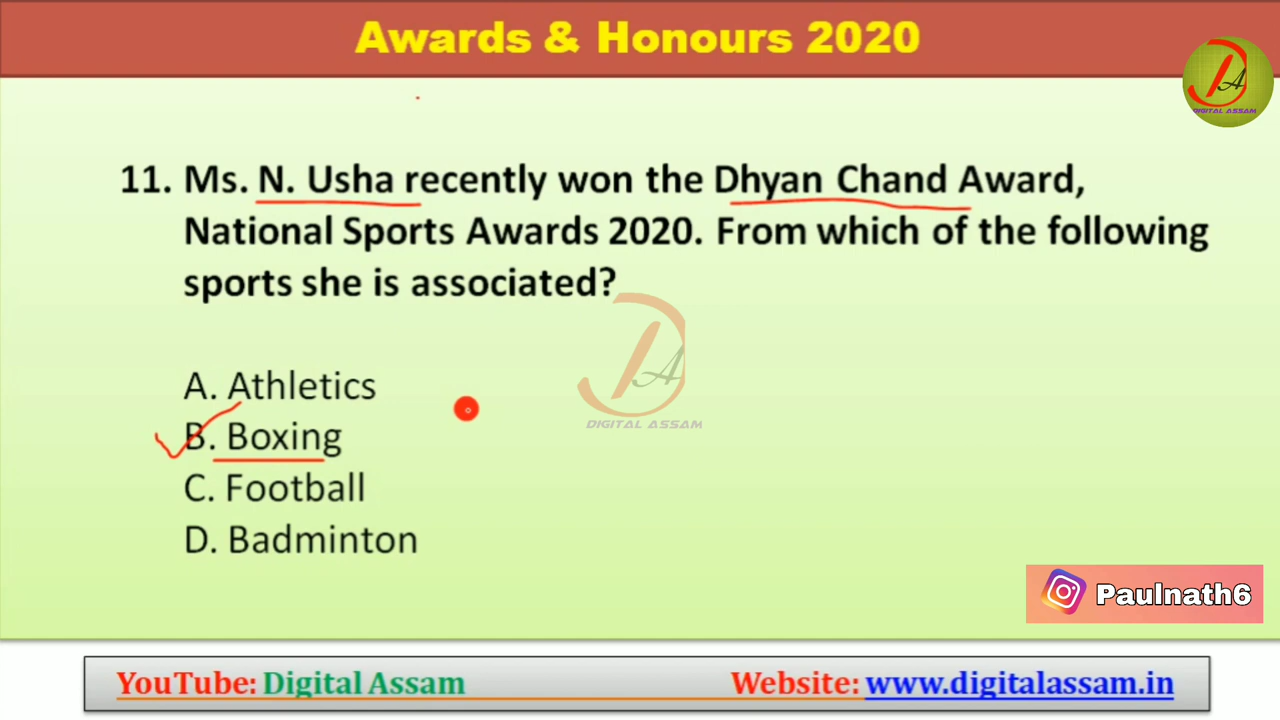 Awards & Honours 2020
DIGITAL ASSAM
11. Ms. N. Usha recently won the Dhyan Chand Award,
National Sports Awards 2020. From which of the following
sports she is associated?
A. Athletics
B. Boxing
C. Football
D. Badminton
DIGITAL ASSAM
Paulnath6
YouTube: Digital Assam
Website: www.digitalassam.in